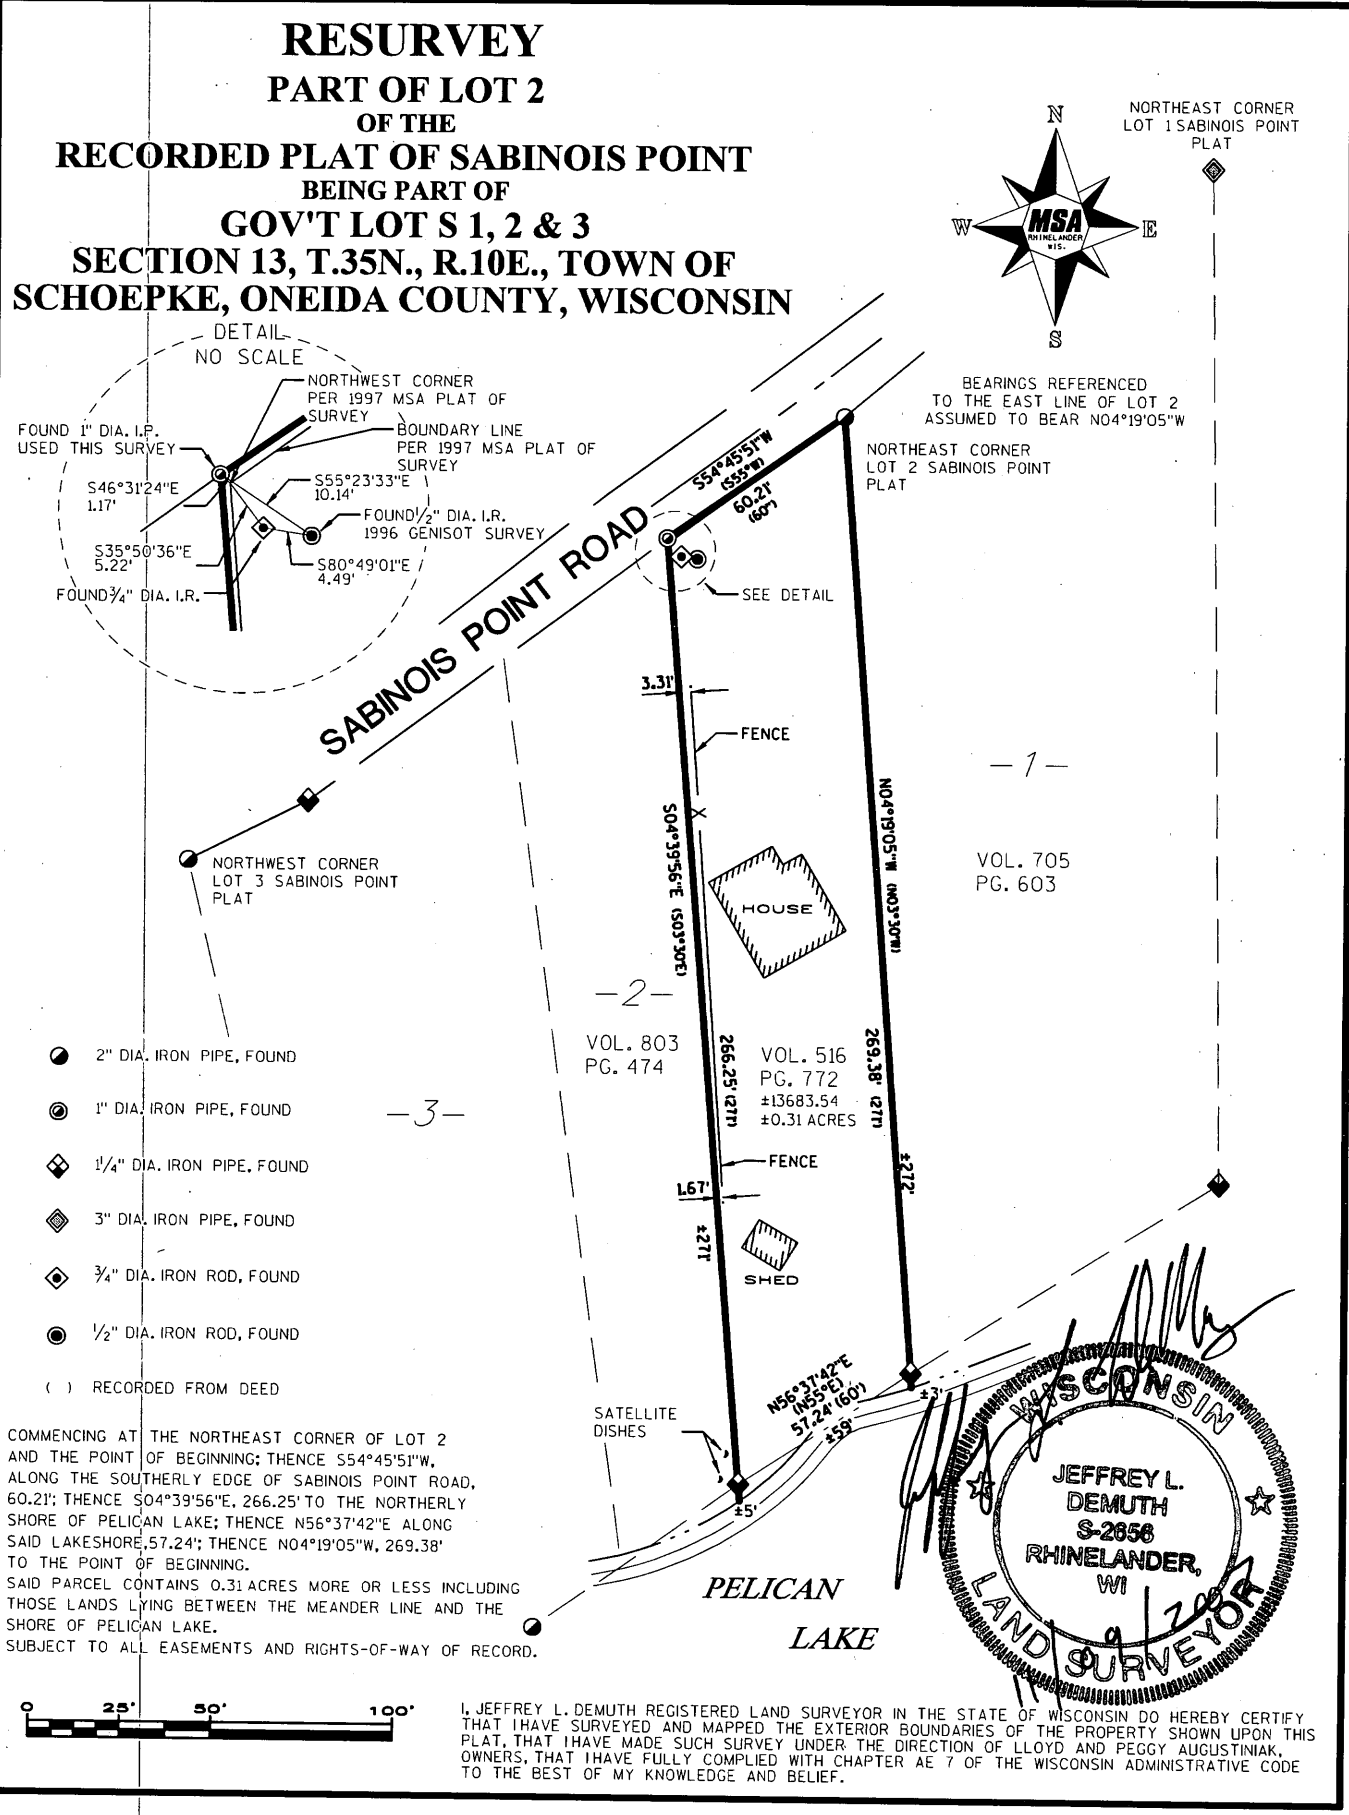 RESURVEY
PART OF LOT 2
OF THE
RECORDED PLAT OF SABINOIS POINT
BEING PART OF
GOV'T LOT S 1, 2 & 3
SECTION 13, T.35N., R.10E., TOWN OF
SCHOEPKE, ONEIDA COUNTY, WISCONSIN
N
W
E
S
MSA
RHINELANDER
WIS.
NORTHEAST CORNER
LOT 1 SABINOIS POINT
PLAT
BEARINGS REFERENCED
TO THE EAST LINE OF LOT 2
ASSUMED TO BEAR N04°19'05"W
DETAIL
NO SCALE
NORTHWEST CORNER
PER 1997 MSA PLAT OF
SURVEY
BOUNDARY LINE
PER 1997 MSA PLAT OF
SURVEY
FOUND 1" DIA. I.P.
USED THIS SURVEY
S46°31'24"E
1.17'
S55°23'33"E
10.14'
FOUND 1/2" DIA. I.R.
1996 GENISOT SURVEY
S35°50'36"E
5.22'
S80°49'01"E
4.49'
FOUND 3/4" DIA. I.R.
NORTHEAST CORNER
LOT 2 SABINOIS POINT
PLAT
S54°45'51"W
(S55°W)
60.21'
(60')
SABINOIS POINT ROAD
SEE DETAIL
3.31'
FENCE
-1-
S04°39'56"E (S03°30'E)
N04°19'05"W (N03°30'W)
NORTHWEST CORNER
LOT 3 SABINOIS POINT
PLAT
HOUSE
VOL. 705
PG. 603
-2-
VOL. 803
PG. 474
266.25' (271')
VOL. 516
PG. 772
±13683.54
±0.31 ACRES
269.38' (271')
-3-
FENCE
±272'
1.67'
±271'
SHED
2" DIA. IRON PIPE, FOUND
1" DIA. IRON PIPE, FOUND
1 1/4" DIA. IRON PIPE, FOUND
3" DIA. IRON PIPE, FOUND
3/4" DIA. IRON ROD, FOUND
1/2" DIA. IRON ROD, FOUND
( ) RECORDED FROM DEED
N56°37'42"E
(N55°E)
57.24' (60')
±59'
±3'
SATELLITE
DISHES
±5'
COMMENCING AT THE NORTHEAST CORNER OF LOT 2
AND THE POINT OF BEGINNING; THENCE S54°45'51"W,
ALONG THE SOUTHERLY EDGE OF SABINOIS POINT ROAD,
60.21'; THENCE S04°39'56"E, 266.25' TO THE NORTHERLY
SHORE OF PELICAN LAKE; THENCE N56°37'42"E ALONG
SAID LAKESHORE, 57.24'; THENCE N04°19'05"W, 269.38'
TO THE POINT OF BEGINNING.
SAID PARCEL CONTAINS 0.31 ACRES MORE OR LESS INCLUDING
THOSE LANDS LYING BETWEEN THE MEANDER LINE AND THE
SHORE OF PELICAN LAKE.
SUBJECT TO ALL EASEMENTS AND RIGHTS-OF-WAY OF RECORD.
PELICAN
LAKE
WISCONSIN
JEFFREY L.
DEMUTH
S-2656
RHINELANDER,
WI
LAND SURVEYOR
11/09/2007
0 25' 50' 100'
I, JEFFREY L. DEMUTH REGISTERED LAND SURVEYOR IN THE STATE OF WISCONSIN DO HEREBY CERTIFY
THAT I HAVE SURVEYED AND MAPPED THE EXTERIOR BOUNDARIES OF THE PROPERTY SHOWN UPON THIS
PLAT, THAT I HAVE MADE SUCH SURVEY UNDER THE DIRECTION OF LLOYD AND PEGGY AUGUSTINIAK,
OWNERS, THAT I HAVE FULLY COMPLIED WITH CHAPTER AE 7 OF THE WISCONSIN ADMINISTRATIVE CODE
TO THE BEST OF MY KNOWLEDGE AND BELIEF.